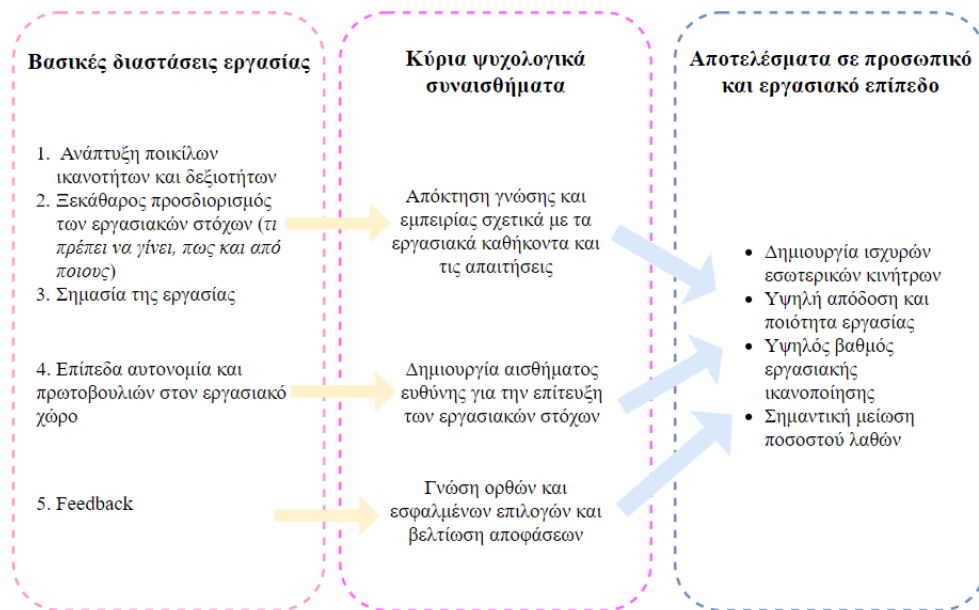 Βασικές διαστάσεις εργασίας
1. Ανάπτυξη ποικίλων
ικανοτήτων και δεξιοτήτων
2. Ξεκάθαρος προσδιορισμός
των εργασιακών στόχων (τι
πρέπει να γίνει, πως και από
ποιους)
3. Σημασία της εργασίας
4. Επίπεδα αυτονομία και
πρωτοβουλιών στον εργασιακό
χώρο
5. Feedback
Κύρια ψυχολογικά
συναισθήματα
Απόκτηση γνώσης και
εμπειρίας σχετικά με τα
εργασιακά καθήκοντα και
τις απαιτήσεις
Δημιουργία αισθήματος
ευθύνης για την επίτευξη
των εργασιακών στόχων
Γνώση ορθών και
εσφαλμένων επιλογών και
βελτίωση αποφάσεων
Αποτελέσματα σε προσωπικό
και εργασιακό επίπεδο
• Δημιουργία ισχυρών
εσωτερικών κινήτρων
• Υψηλή απόδοση και
ποιότητα εργασίας
• Υψηλός βαθμός
εργασιακής
ικανοποίησης
• Σημαντική μείωση
ποσοστού λαθών